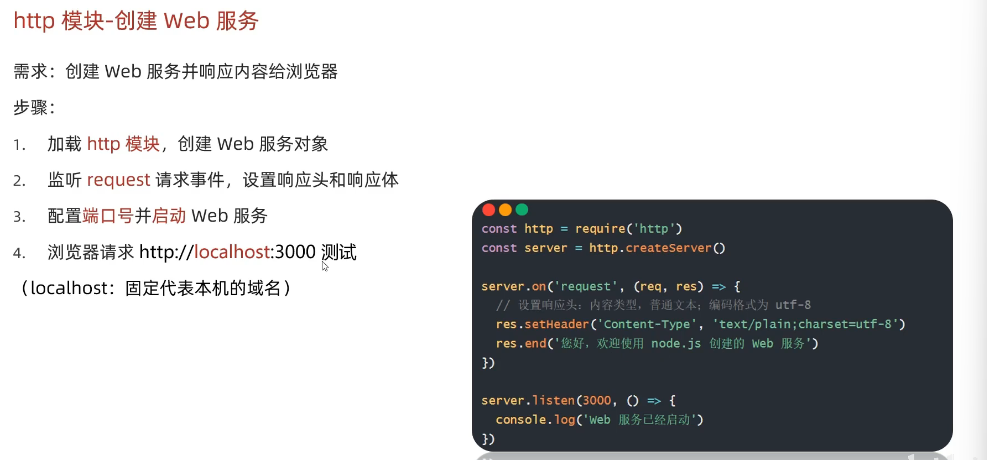 http 模块-创建 Web 服务
需求：创建 Web 服务并响应内容给浏览器
步骤：
1. 加载 http 模块，创建 Web 服务对象
2. 监听 request 请求事件，设置响应头和响应体
3. 配置端口号并启动 Web 服务
4. 浏览器请求 http://localhost:3000 测试
（localhost：固定代表本机的域名）
const http = require('http')
const server = http.createServer()
server.on('request', (req, res) => {
// 设置响应头：内容类型，普通文本；编码格式为 utf-8
res.setHeader('Content-Type', 'text/plain;charset=utf-8')
res.end('您好，欢迎使用 node.js 创建的 Web 服务')
})
server.listen(3000, () => {
console.log('Web 服务已经启动')
})